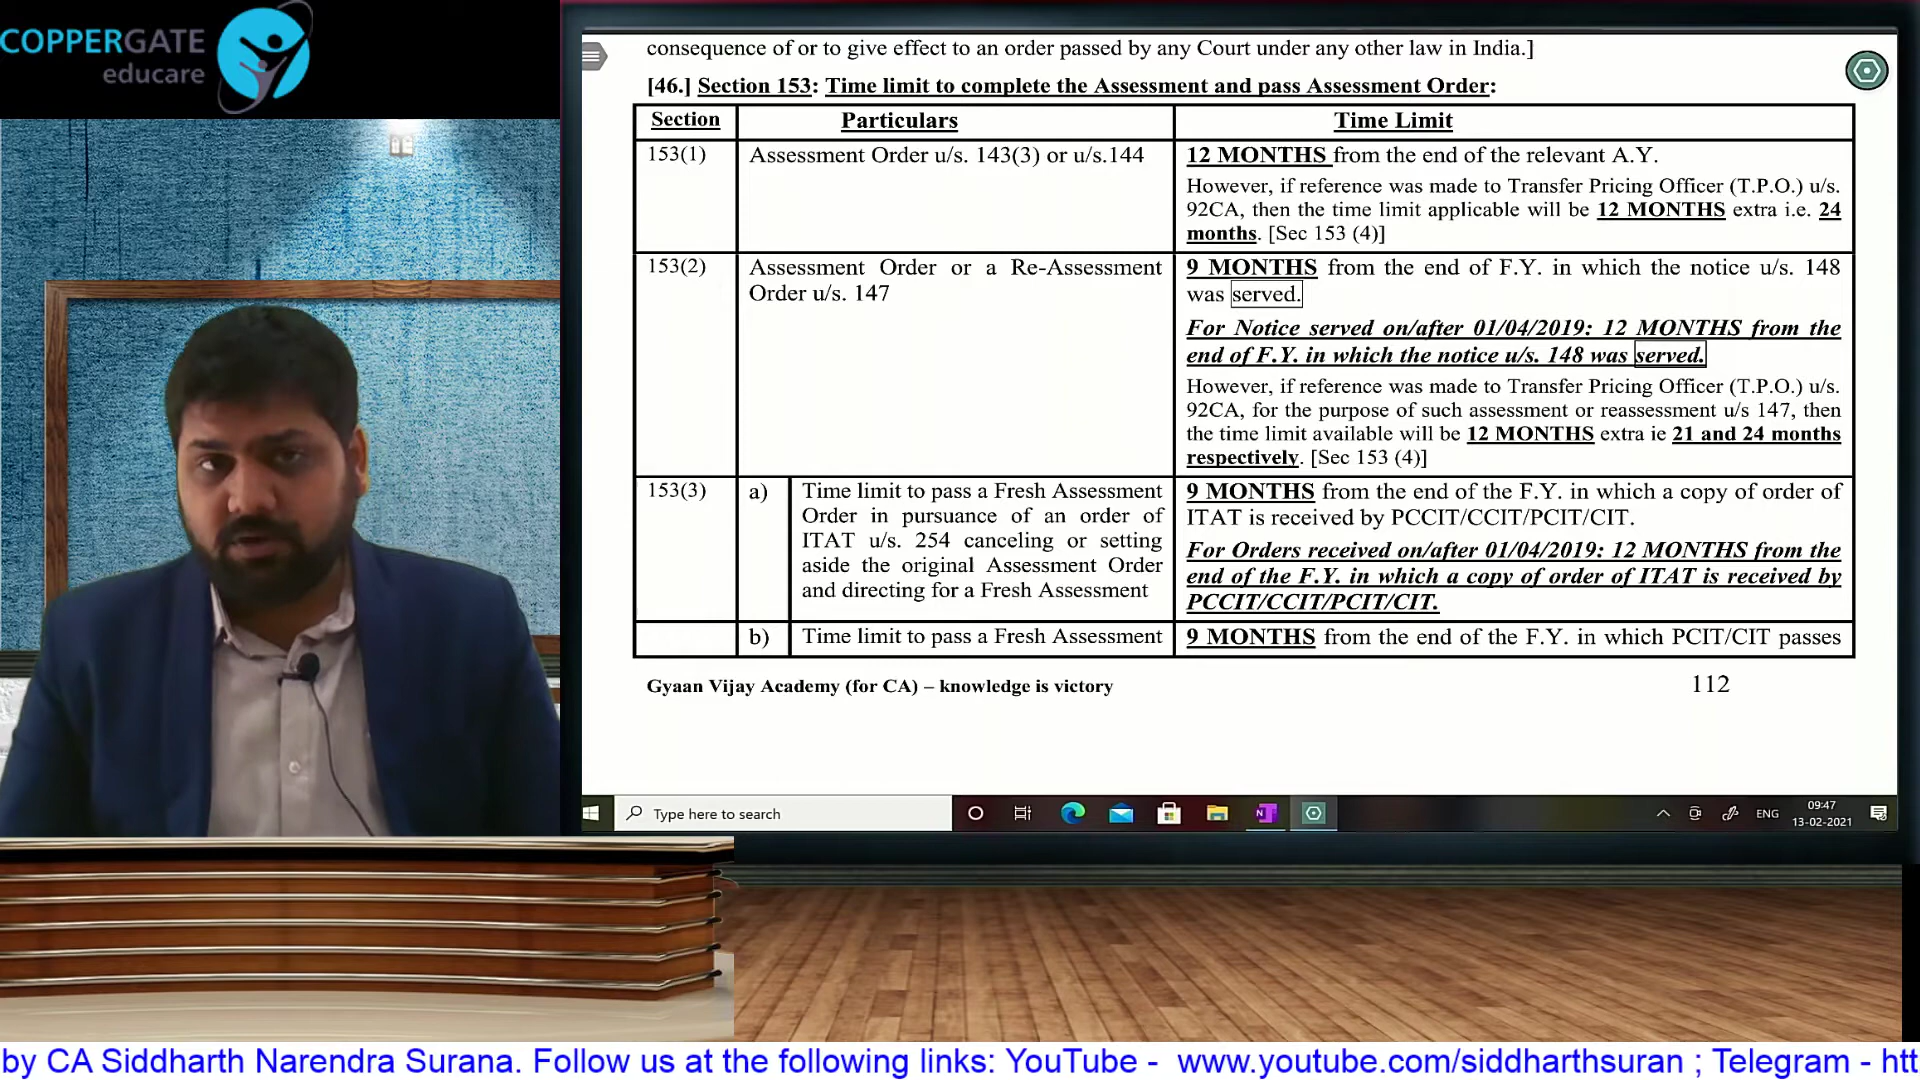 COPPERGATE
educare
consequence of or to give effect to an order passed by any Court under any other law in India.]
[46.] Section 153: Time limit to complete the Assessment and pass Assessment Order:
Section Particulars Time Limit
153(1) Assessment Order u/s. 143(3) or u/s.144
12 MONTHS from the end of the relevant A.Y.
However, if reference was made to Transfer Pricing Officer (T.P.O.) u/s.
92CA, then the time limit applicable will be 12 MONTHS extra i.e. 24
months. [Sec 153 (4)]
153(2) Assessment Order or a Re-Assessment
Order u/s. 147
9 MONTHS from the end of F.Y. in which the notice u/s. 148
was served.
For Notice served on/after 01/04/2019: 12 MONTHS from the
end of F.Y. in which the notice u/s. 148 was served.
However, if reference was made to Transfer Pricing Officer (T.P.O.) u/s.
92CA, for the purpose of such assessment or reassessment u/s 147, then
the time limit available will be 12 MONTHS extra ie 21 and 24 months
respectively. [Sec 153 (4)]
153(3) a) Time limit to pass a Fresh Assessment
Order in pursuance of an order of
ITAT u/s. 254 canceling or setting
aside the original Assessment Order
and directing for a Fresh Assessment
9 MONTHS from the end of the F.Y. in which a copy of order of
ITAT is received by PCCIT/CCIT/PCIT/CIT.
For Orders received on/after 01/04/2019: 12 MONTHS from the
end of the F.Y. in which a copy of order of ITAT is received by
PCCIT/CCIT/PCIT/CIT.
b) Time limit to pass a Fresh Assessment
9 MONTHS from the end of the F.Y. in which PCIT/CIT passes
Gyaan Vijay Academy (for CA) – knowledge is victory 112
Type here to search
ENG
09:47
13-02-2021
by CA Siddharth Narendra Surana. Follow us at the following links: YouTube - www.youtube.com/siddharthsuran ; Telegram - htt